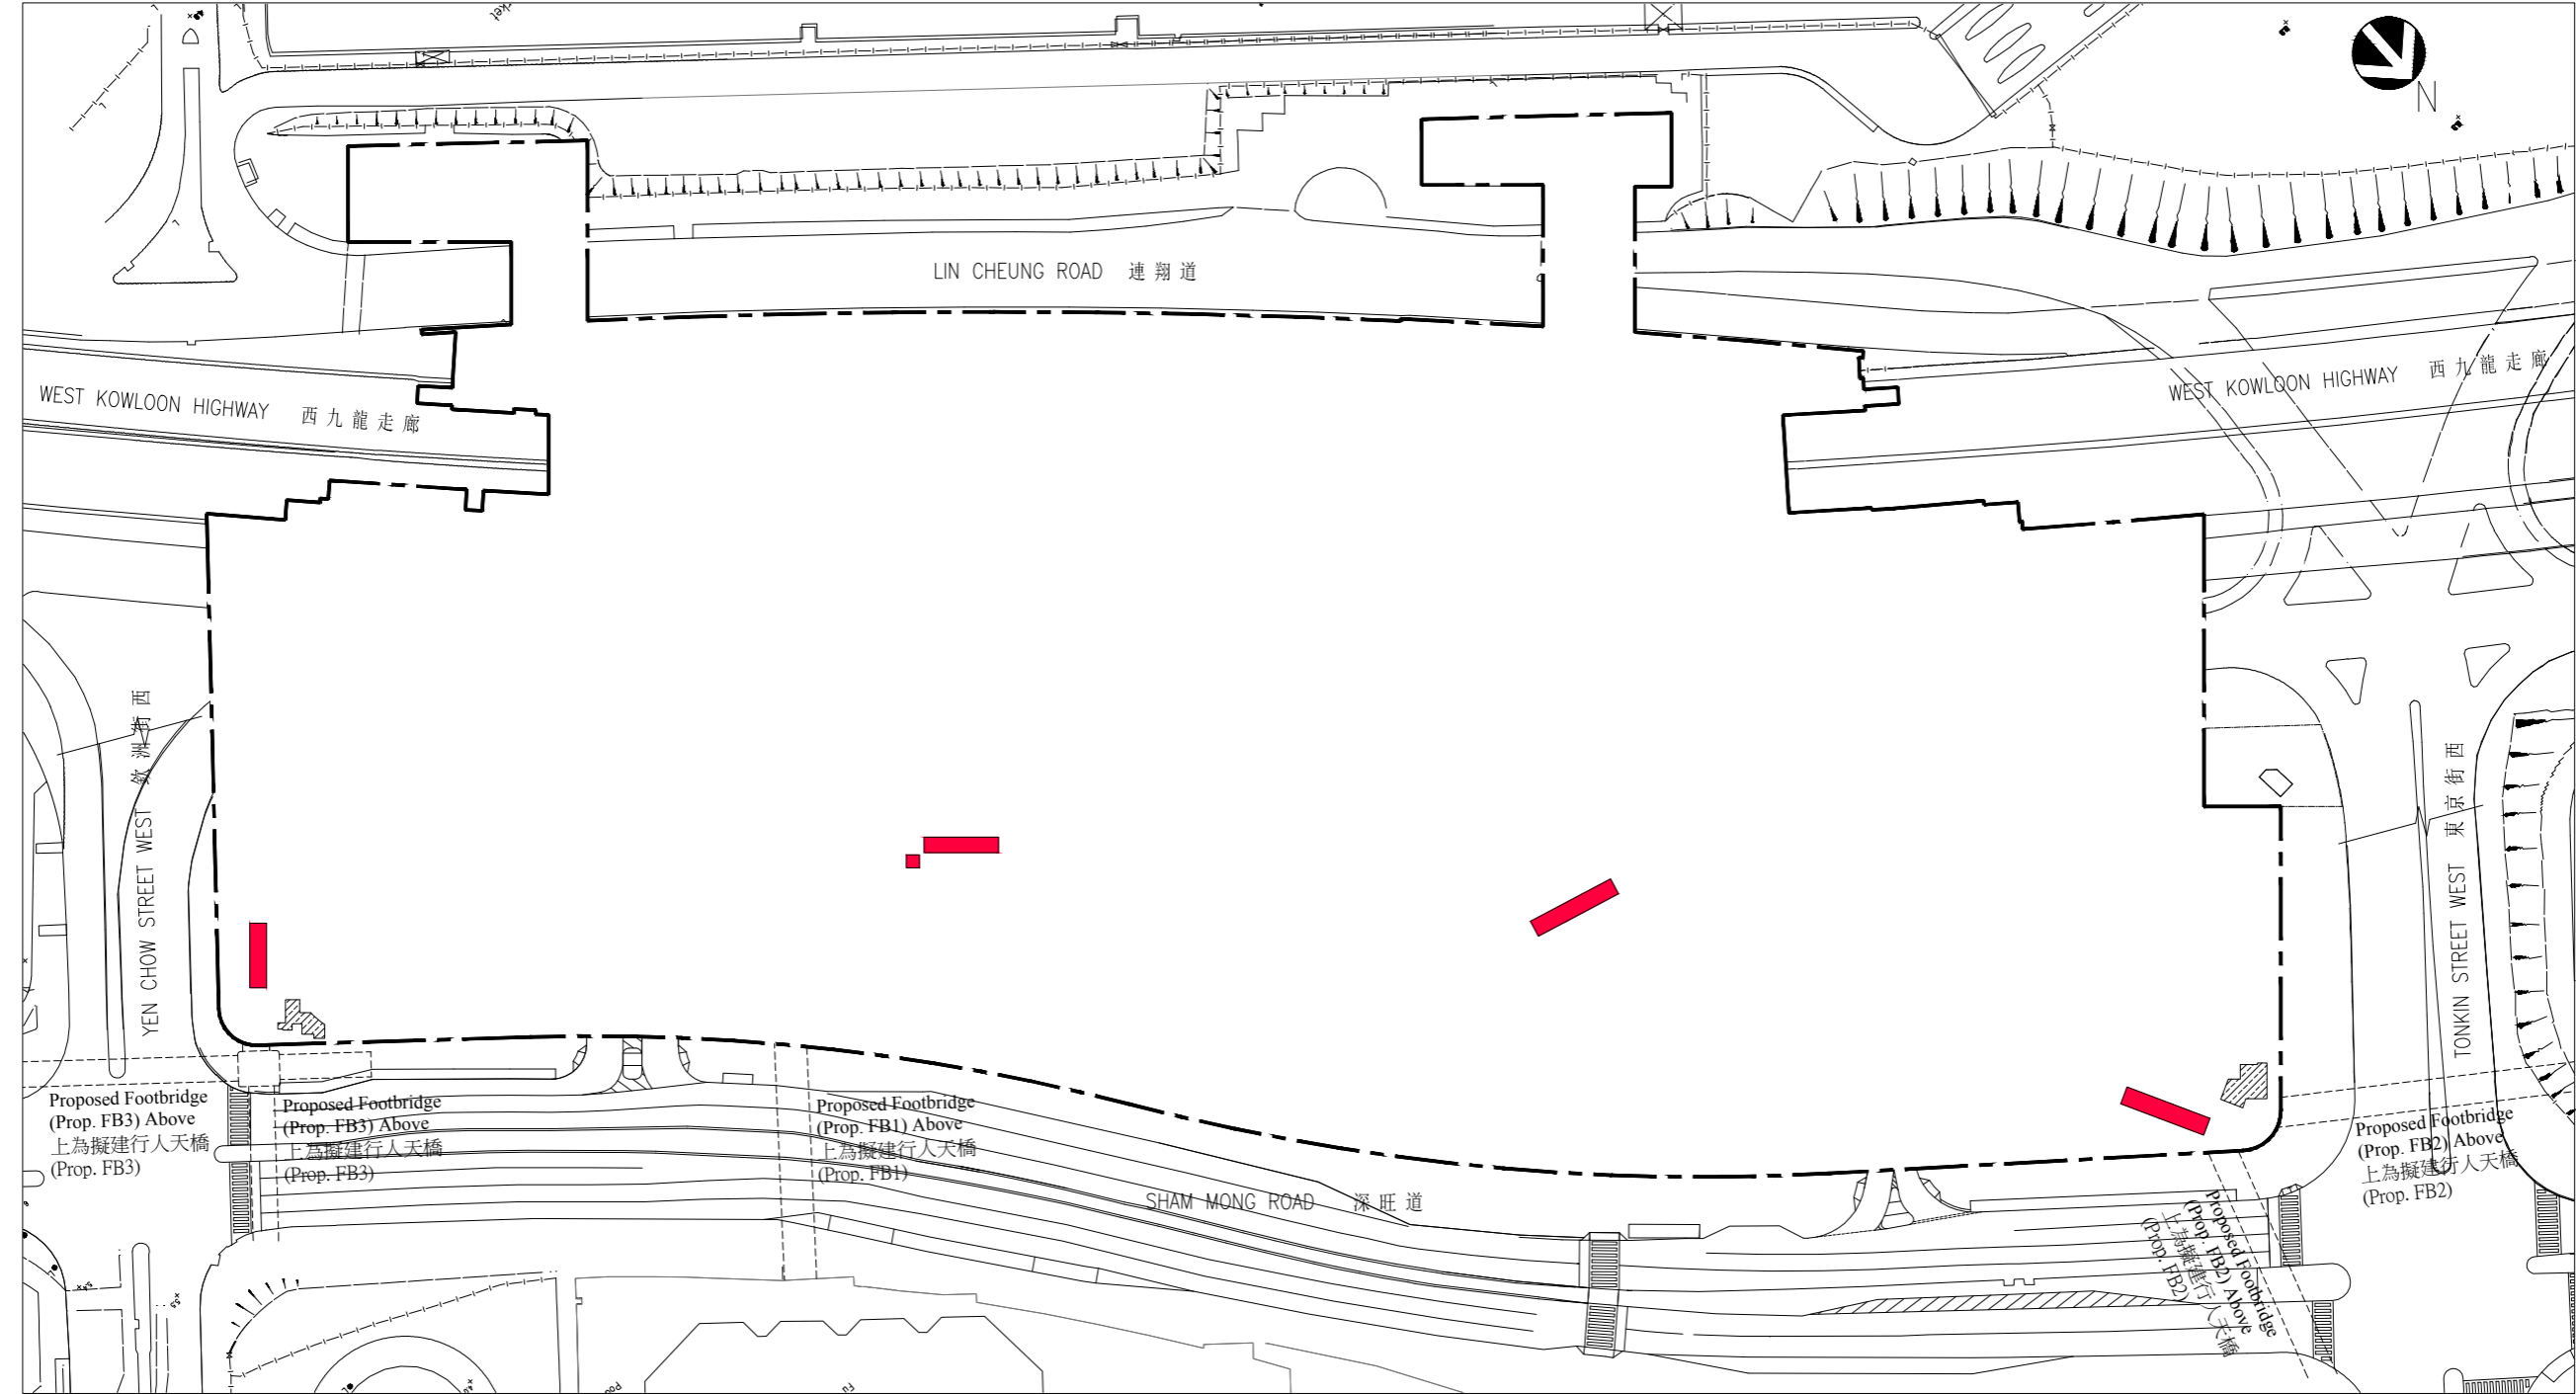 N
LIN CHEUNG ROAD 連翔道
WEST KOWLOON HIGHWAY 西九龍走廊
WEST KOWLOON HIGHWAY 西九龍走廊
YEN CHOW STREET WEST 欽洲街西
TONKIN STREET WEST 東京街西
Proposed Footbridge
(Prop. FB3) Above
上為擬建行人天橋
(Prop. FB3)
Proposed Footbridge
(Prop. FB3) Above
上為擬建行人天橋
(Prop. FB3)
Proposed Footbridge
(Prop. FB1) Above
上為擬建行人天橋
(Prop. FB1)
SHAM MONG ROAD 深旺道
Proposed Footbridge
(Prop. FB2) Above
上為擬建行人天橋
(Prop. FB2)
Proposed Footbridge
(Prop. FB2) Above
上為擬建行人天橋
(Prop. FB2)